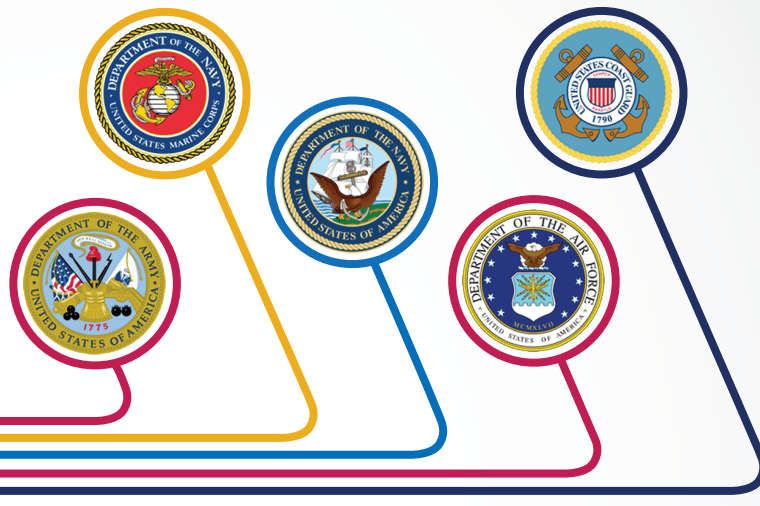 DEPARTMENT OF THE NAVY
UNITED STATES MARINE CORPS
DEPARTMENT OF THE NAVY
UNITED STATES OF AMERICA
UNITED STATES COAST GUARD
SEMPER
PARATUS
1790
DEPARTMENT OF THE ARMY
1775
UNITED STATES OF AMERICA
DEPARTMENT OF THE AIR FORCE
MCMXLVII
UNITED STATES OF AMERICA